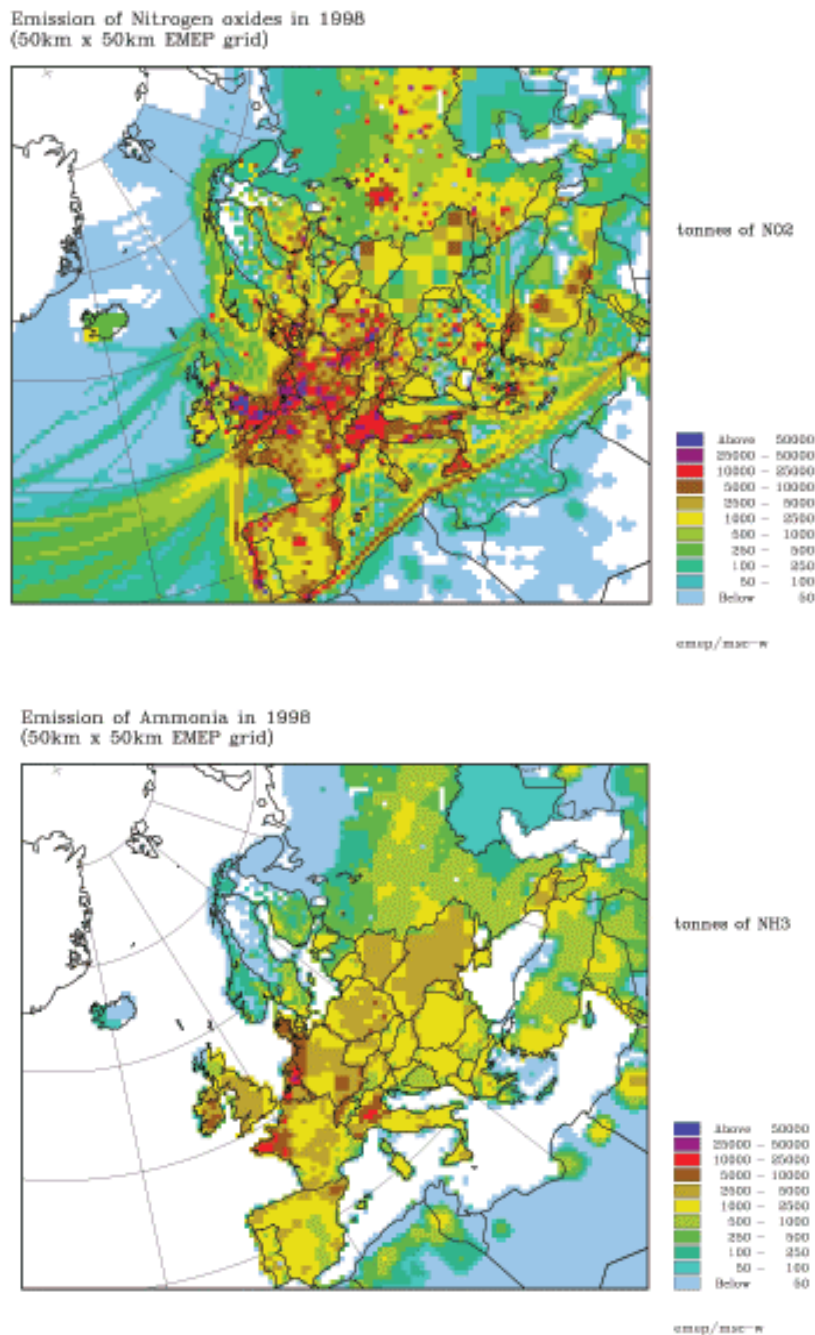 Emission of Nitrogen oxides in 1998
(50km x 50km EMEP grid)
tonnes of NO2
Above 50000
25000 - 50000
10000 - 25000
5000 - 10000
2500 - 5000
1000 - 2500
500 - 1000
250 - 500
100 - 250
50 - 100
Below 50
emep/msc-w
Emission of Ammonia in 1998
(50km x 50km EMEP grid)
tonnes of NH3
Above 50000
25000 - 50000
10000 - 25000
5000 - 10000
2500 - 5000
1000 - 2500
500 - 1000
250 - 500
100 - 250
50 - 100
Below 50
emep/msc-w